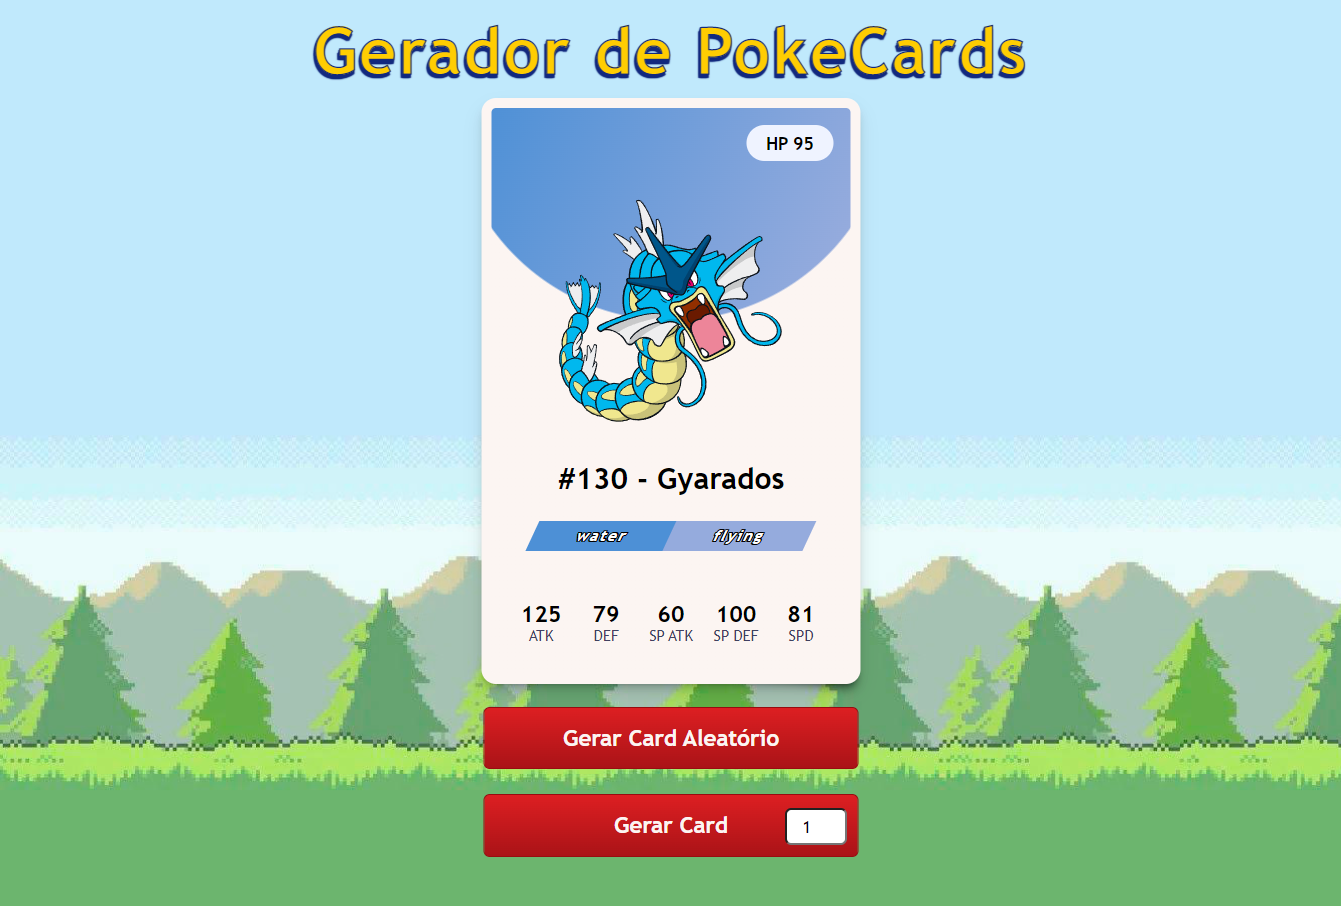 Gerador de PokeCards
HP 95
#130 - Gyarados
water flying
125 79 60 100 81
ATK DEF SP ATK SP DEF SPD
Gerar Card Aleatório
Gerar Card 1